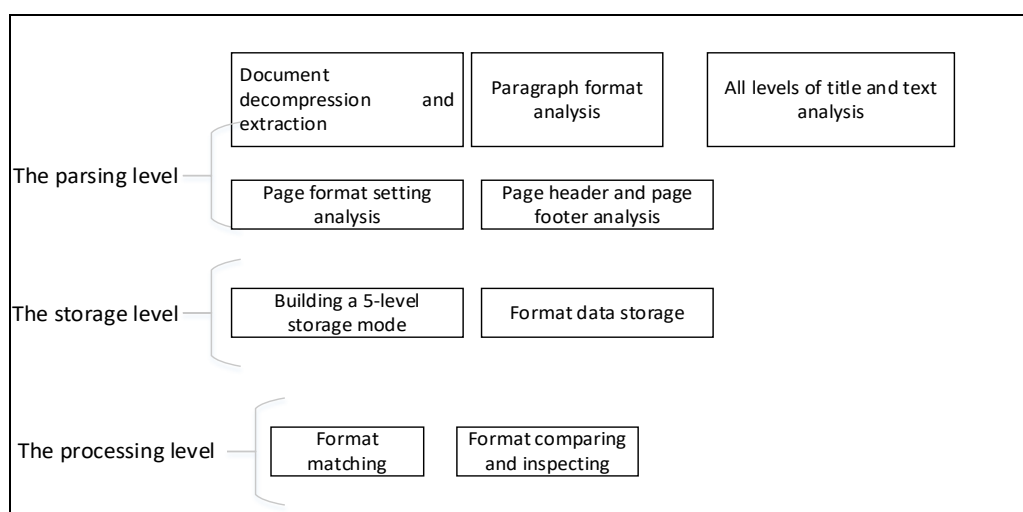 Document
decompression and
extraction
Paragraph format
analysis
All levels of title and text
analysis
The parsing level
Page format setting
analysis
Page header and page
footer analysis
The storage level
Building a 5-level
storage mode
Format data storage
The processing level
Format
matching
Format comparing
and inspecting